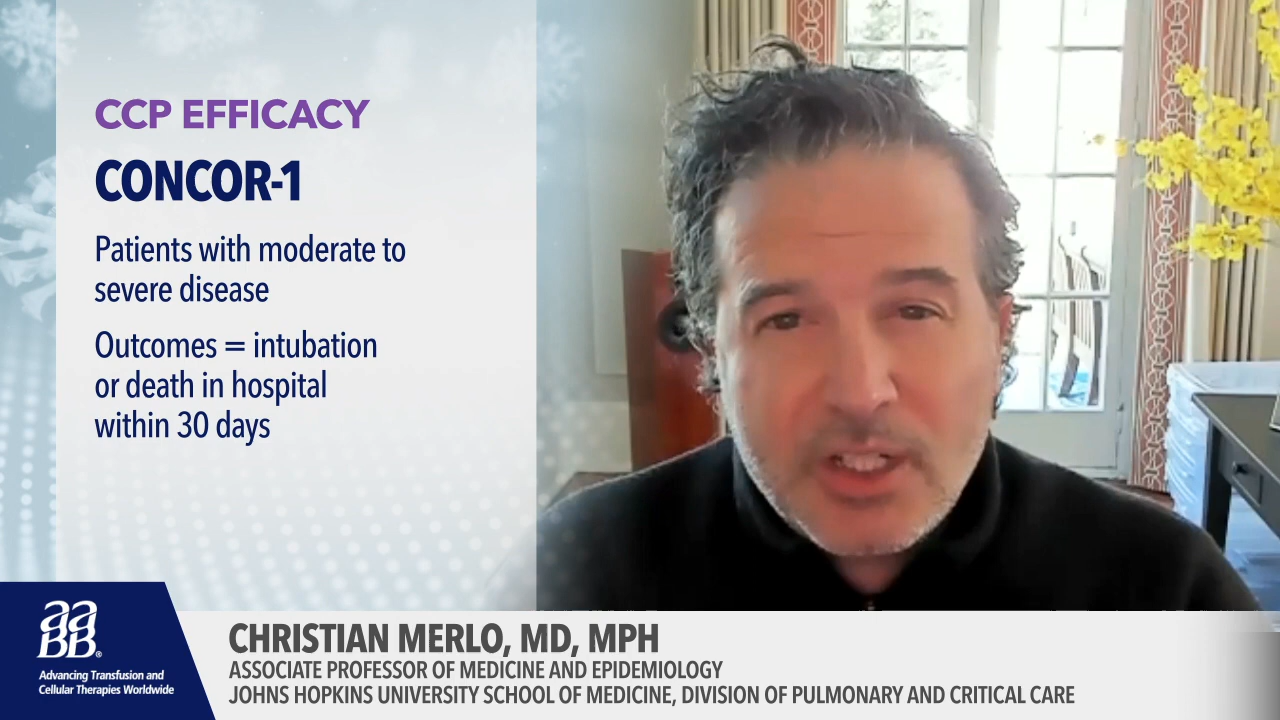 CCP EFFICACY
CONCOR-1
Patients with moderate to
severe disease
Outcomes = intubation
or death in hospital
within 30 days
aaBB®
Advancing Transfusion and
Cellular Therapies Worldwide
CHRISTIAN MERLO, MD, MPH
ASSOCIATE PROFESSOR OF MEDICINE AND EPIDEMIOLOGY
JOHNS HOPKINS UNIVERSITY SCHOOL OF MEDICINE, DIVISION OF PULMONARY AND CRITICAL CARE